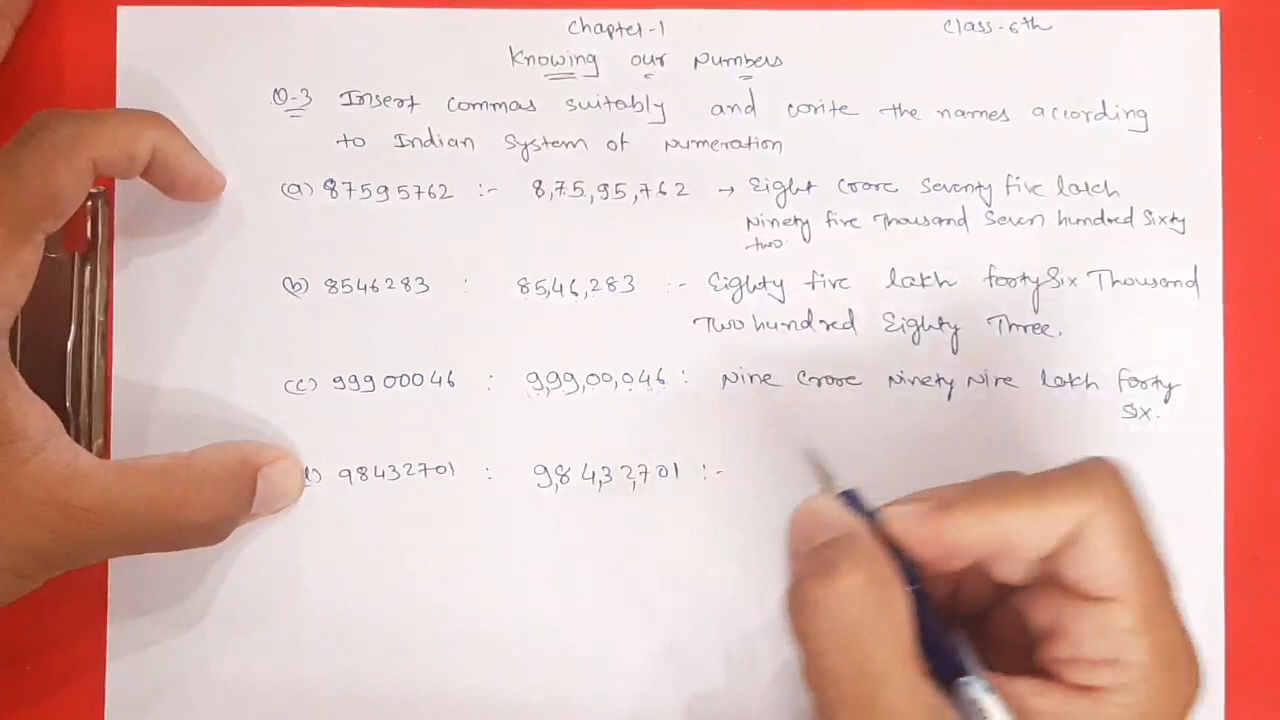 Chapter-1
Class-6th
Knowing our numbers
Q-3 Insert commas suitably and write the names according
to Indian System of numeration
(a) 87595762 :- 8,75,95,762 → Eight crore seventy five lakh
Ninety five Thousand Seven hundred Sixty
two.
(b) 8546283 : 85,46,283 :- Eighty five lakh forty Six Thousand
Two hundred Eighty Three.
(c) 99900046 : 9,99,00,046 : Nine crore Ninety Nine lakh forty
Six.
98432701 : 9,84,32,701 :-